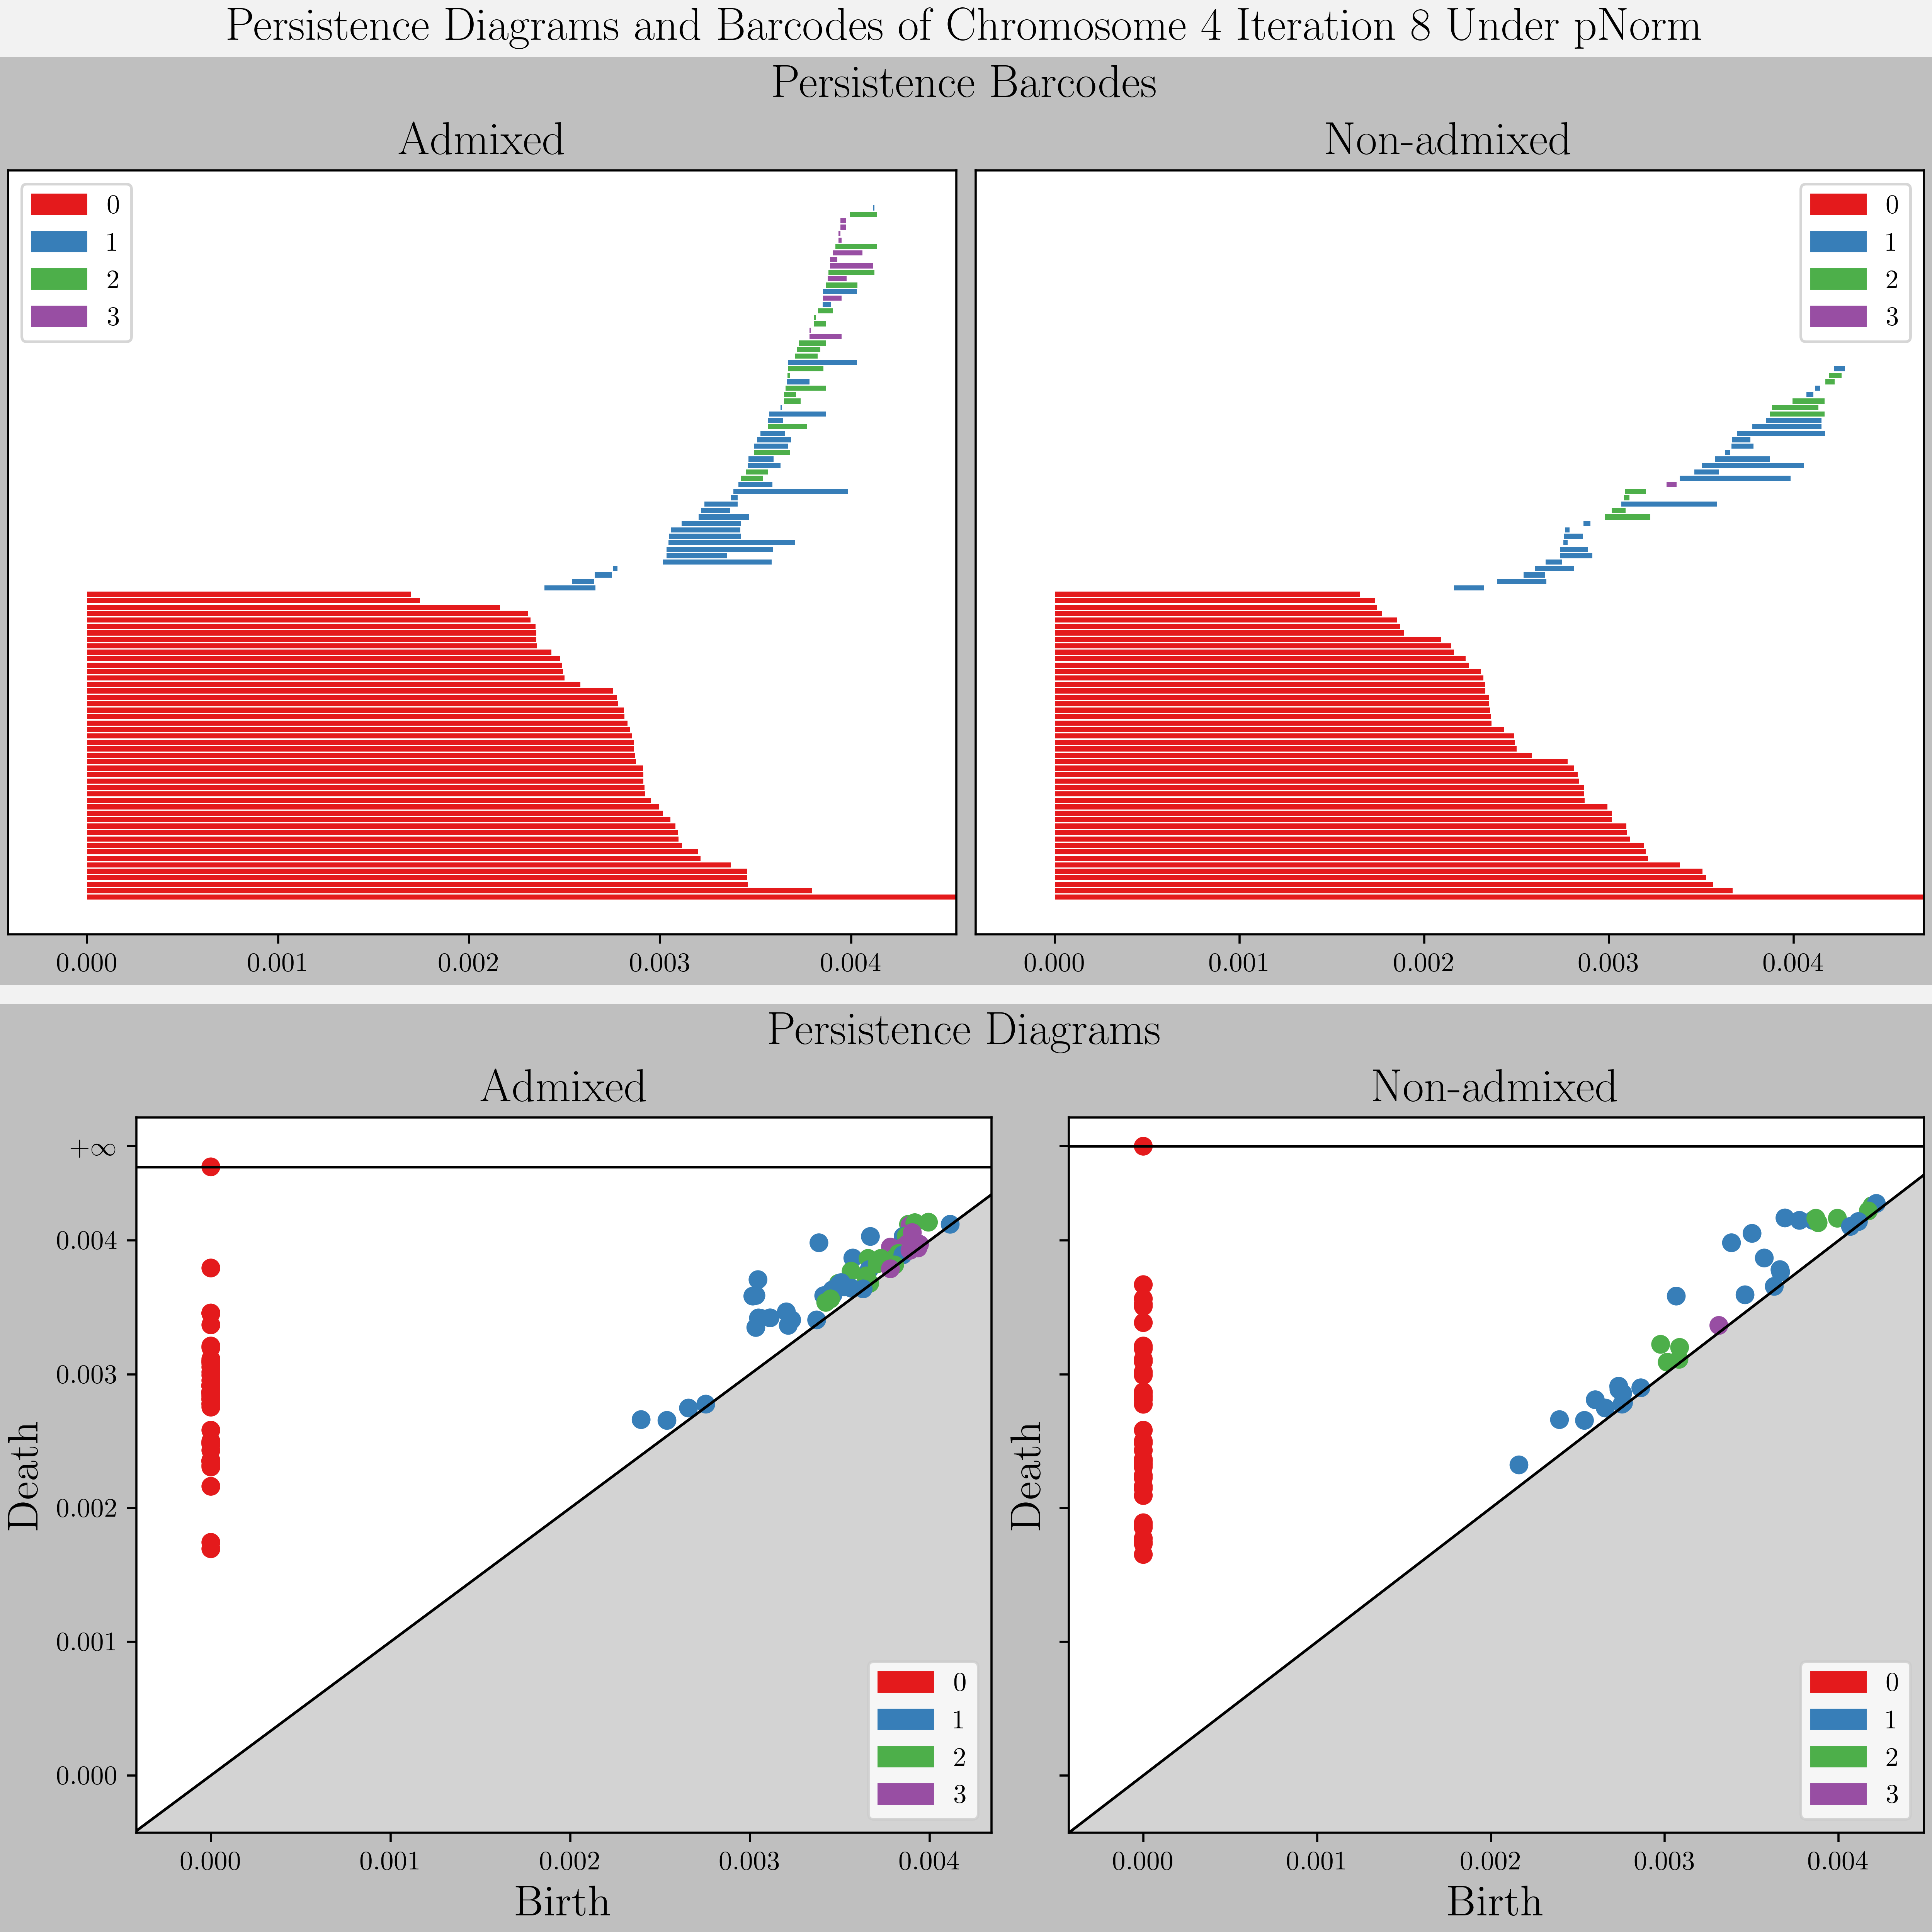 Persistence Diagrams and Barcodes of Chromosome 4 Iteration 8 Under pNorm
Persistence Barcodes
Admixed
Non-admixed
0
1
2
3
0
1
2
3
0.000 0.001 0.002 0.003 0.004
0.000 0.001 0.002 0.003 0.004
Persistence Diagrams
Admixed
Non-admixed
+∞
0.004
0.003
0.002
0.001
0.000
Death
Death
0
1
2
3
0
1
2
3
0.000 0.001 0.002 0.003 0.004
0.000 0.001 0.002 0.003 0.004
Birth
Birth